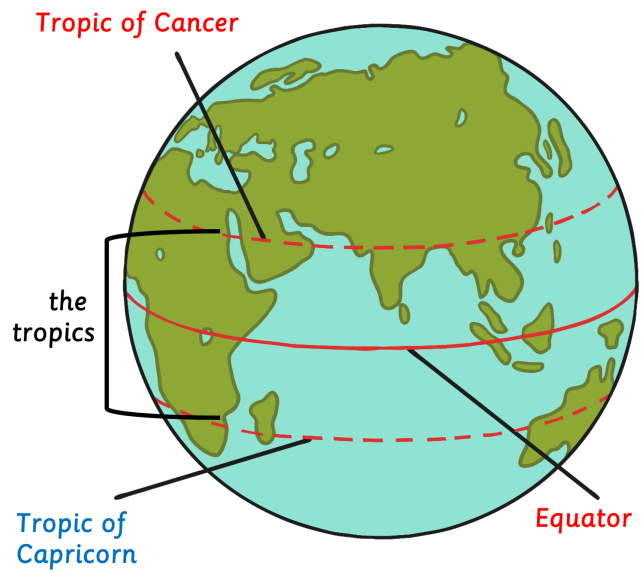 Tropic of Cancer
the
tropics
Tropic of
Capricorn
Equator